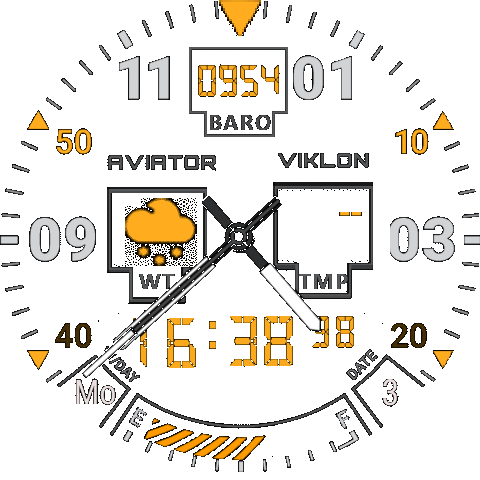 11 0954 01
BARO
50 10
AVIATOR VIKLON
09 -- 03
WT TMP
40 16:38 38 20
/DAY DATE
Mo 3
E F